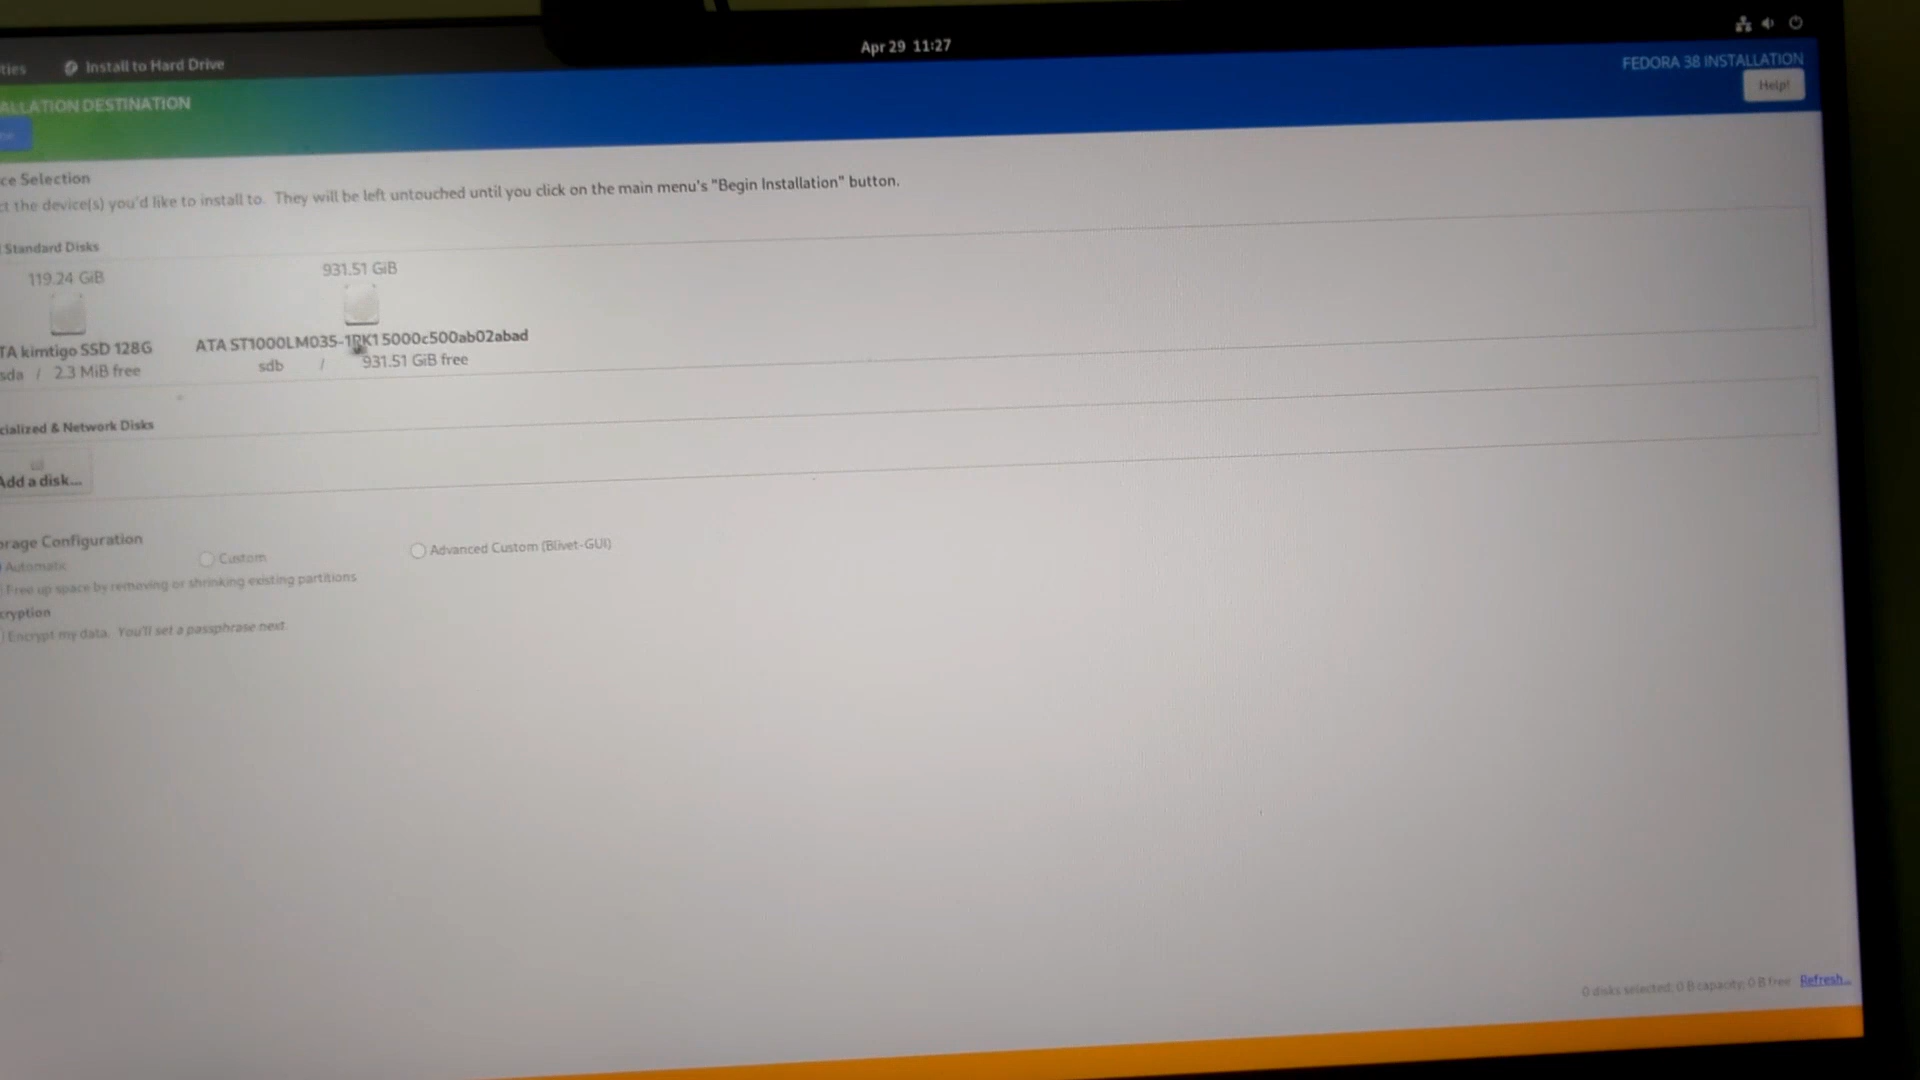 ties
Install to Hard Drive
Apr 29 11:27
ALLATION DESTINATION
FEDORA 38 INSTALLATION
Help!
ce Selection
ct the device(s) you'd like to install to. They will be left untouched until you click on the main menu's "Begin Installation" button.
Standard Disks
119.24 GiB
931.51 GiB
TA kimtigo SSD 128G
ATA ST1000LM035-1RK1 5000c500ab02abad
sda / 2.3 MiB free
sdb / 931.51 GiB free
cialized & Network Disks
Add a disk...
orage Configuration
Automatic
Custom
Advanced Custom (Blivet-GUI)
Free up space by removing or shrinking existing partitions
cryption
Encrypt my data. You'll set a passphrase next.
0 disks selected; 0 B capacity; 0 B free
Refresh...